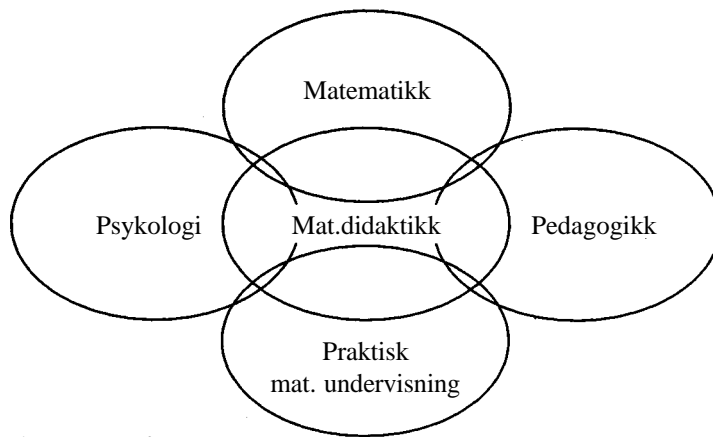 Matematikk
Psykologi
Mat.didaktikk
Pedagogikk
Praktisk
mat. undervisning